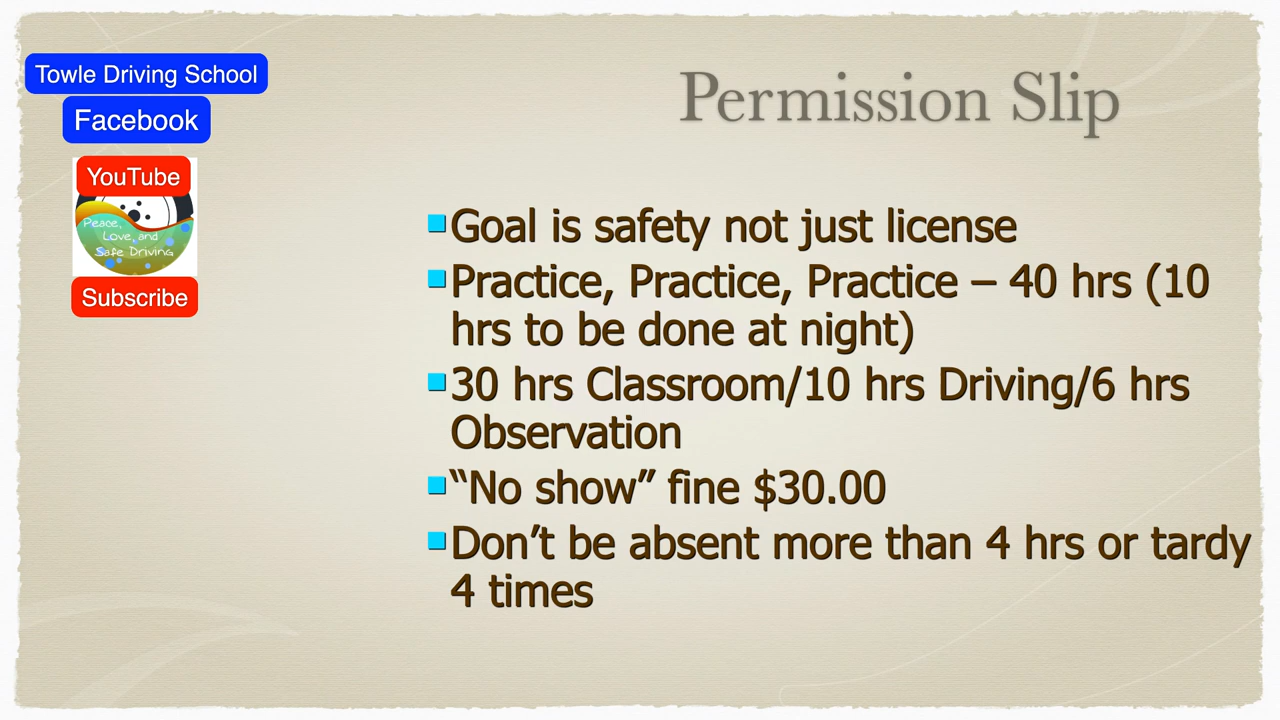 Towle Driving School
Facebook
YouTube
Peace,
Love, and
Safe Driving
Subscribe
Permission Slip
Goal is safety not just license
Practice, Practice, Practice – 40 hrs (10
hrs to be done at night)
30 hrs Classroom/10 hrs Driving/6 hrs
Observation
“No show” fine $30.00
Don’t be absent more than 4 hrs or tardy
4 times